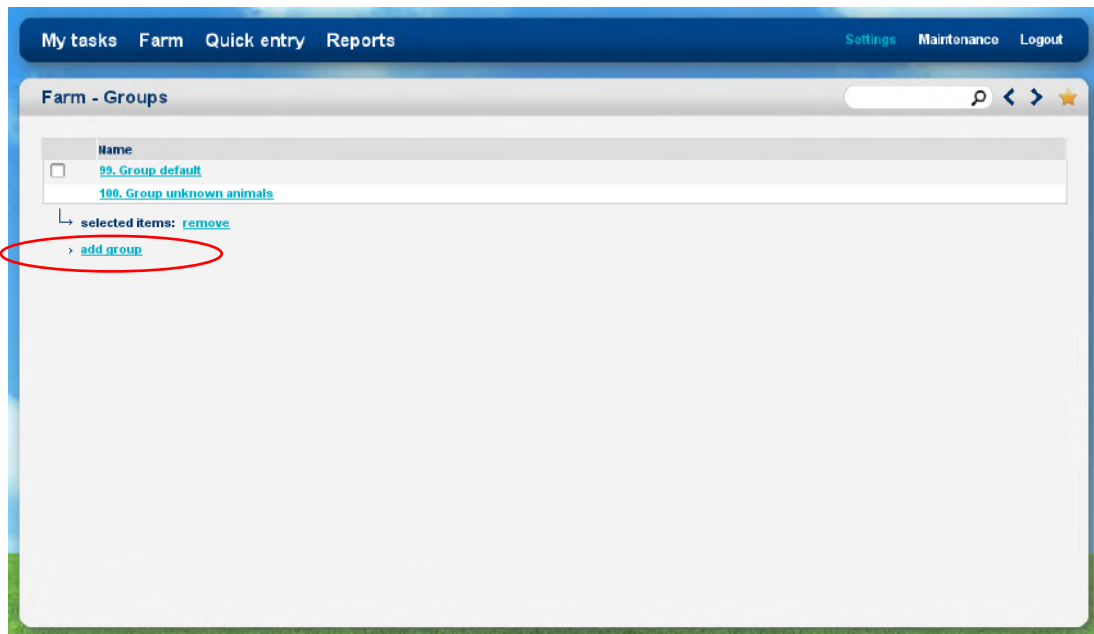 My tasks Farm Quick entry Reports Settings Maintenance Logout
Farm - Groups
Name
99. Group default
100. Group unknown animals
selected items: remove
› add group